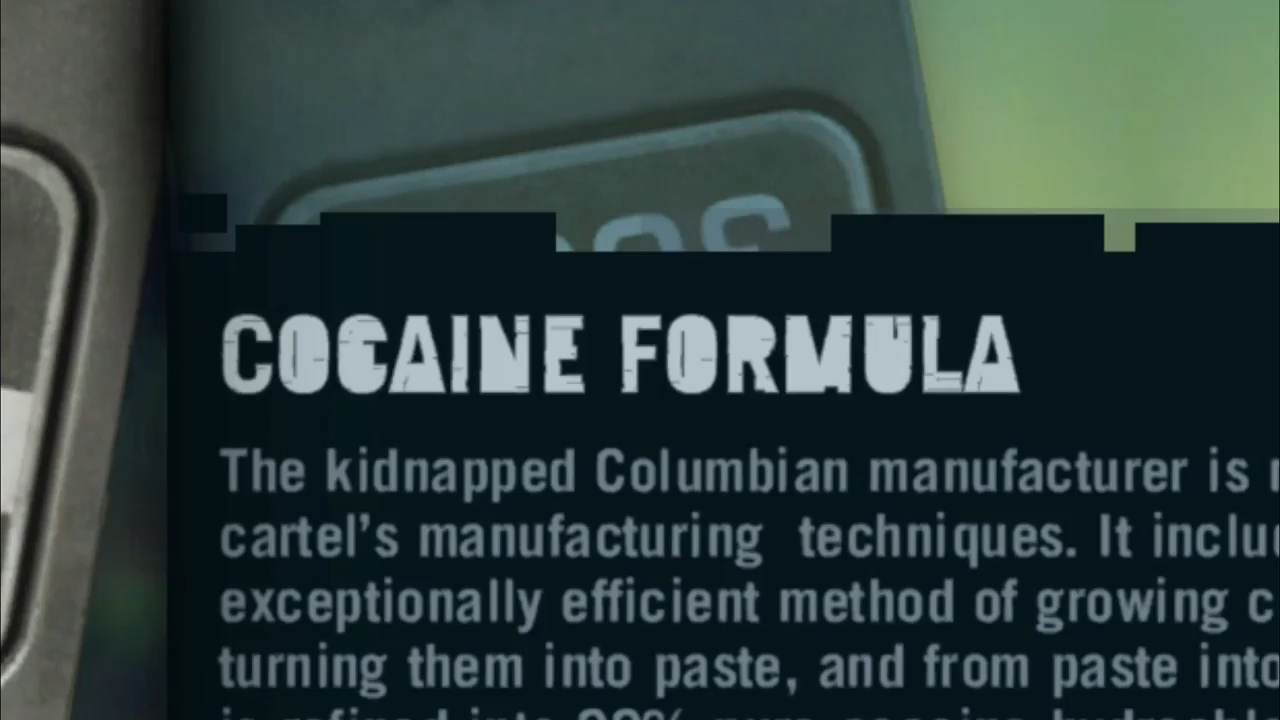 COCAINE FORMULA
The kidnapped Columbian manufacturer is
cartel's manufacturing  techniques. It
exceptionally efficient method of growing
turning them into paste, and from paste into